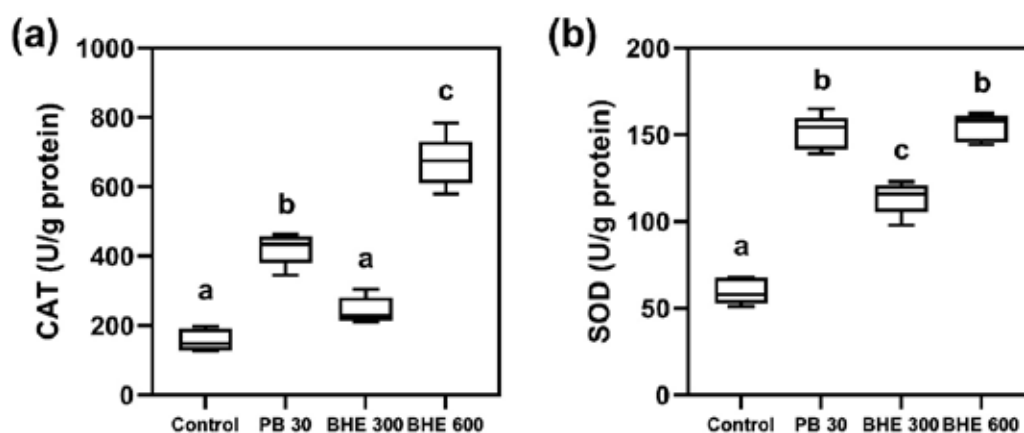 (a)
CAT (U/g protein)
1000
800
600
400
200
0
a
b
a
c
Control PB 30 BHE 300 BHE 600
(b)
SOD (U/g protein)
200
150
100
50
0
a
b
c
b
Control PB 30 BHE 300 BHE 600